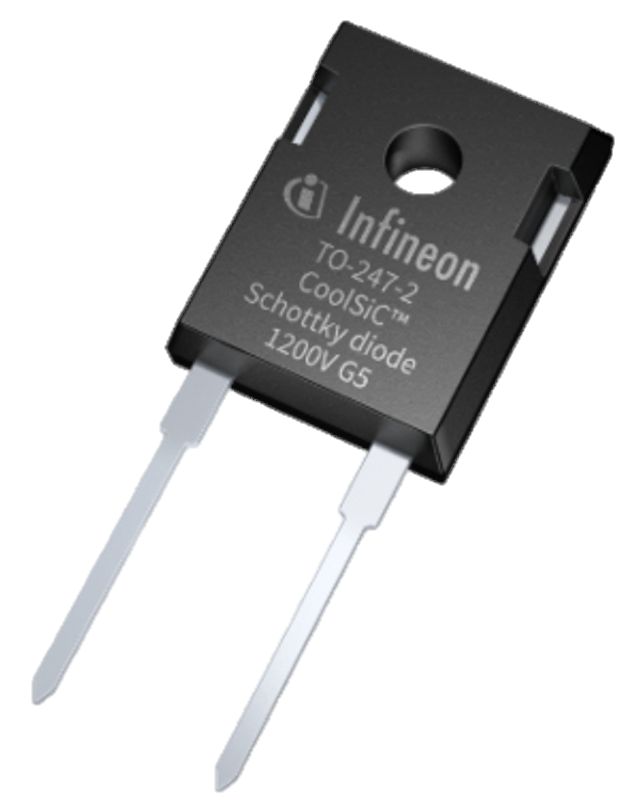 Infineon
TO-247-2
CoolSiC™
Schottky diode
1200V G5